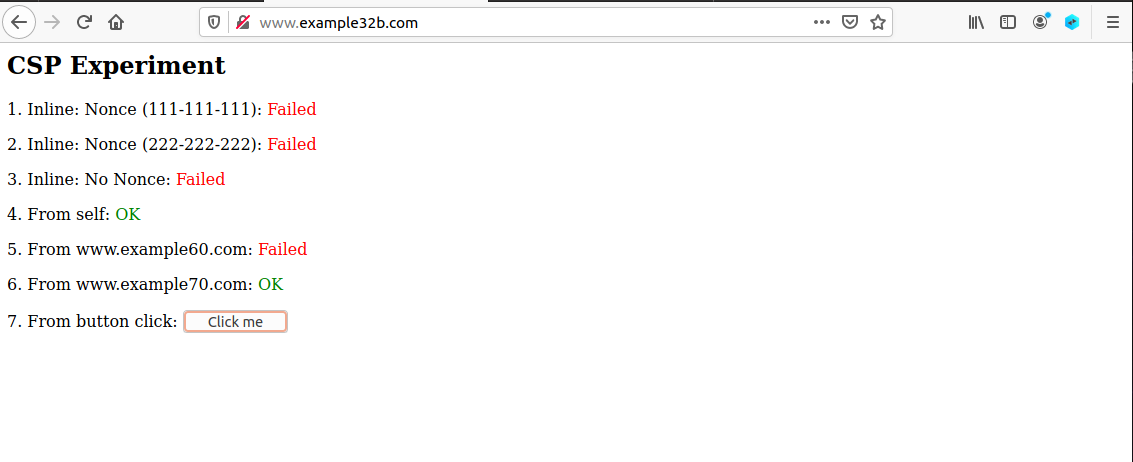 www.example32b.com
CSP Experiment
1. Inline: Nonce (111-111-111): Failed
2. Inline: Nonce (222-222-222): Failed
3. Inline: No Nonce: Failed
4. From self: OK
5. From www.example60.com: Failed
6. From www.example70.com: OK
7. From button click: Click me